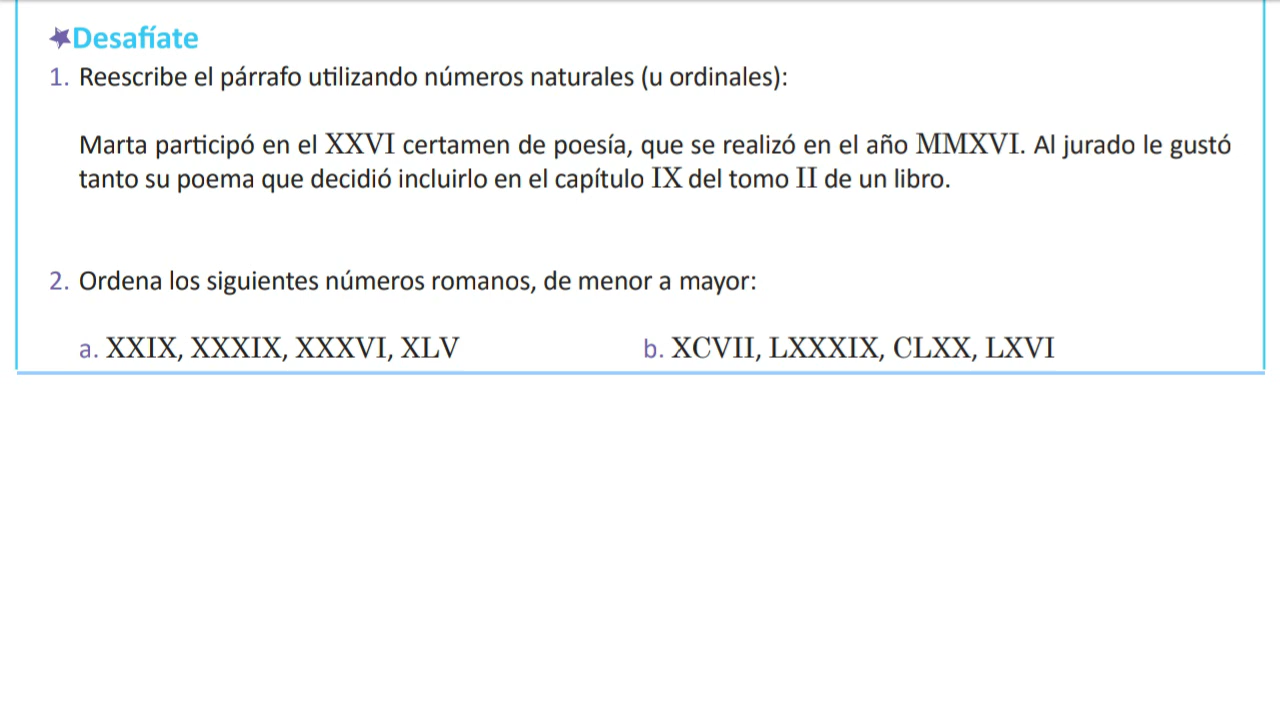 Desafíate
1. Reescribe el párrafo utilizando números naturales (u ordinales):
Marta participó en el XXVI certamen de poesía, que se realizó en el año MMXVI. Al jurado le gustó
tanto su poema que decidió incluirlo en el capítulo IX del tomo II de un libro.
2. Ordena los siguientes números romanos, de menor a mayor:
a. XXIX, XXXIX, XXXVI, XLV
b. XCVII, LXXXIX, CLXX, LXVI